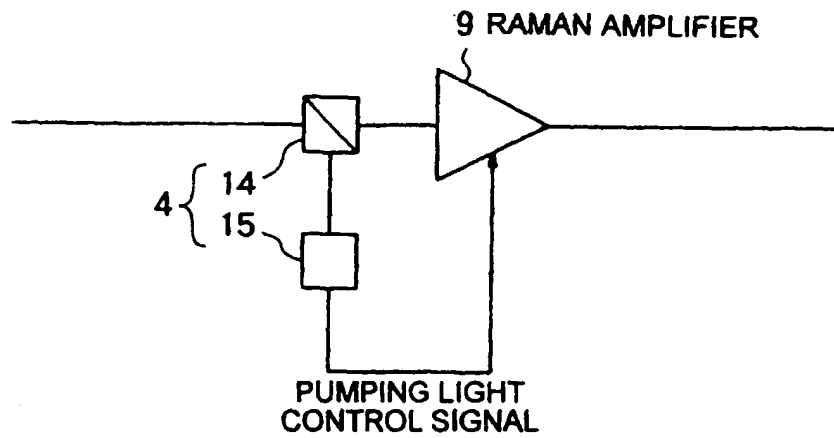 9 RAMAN AMPLIFIER
14
4
15
PUMPING LIGHT
CONTROL SIGNAL